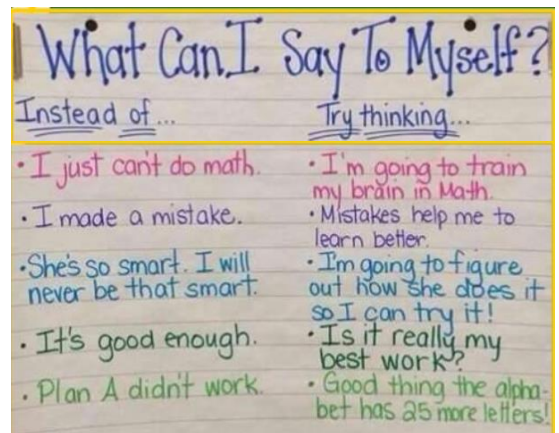 What Can I Say To Myself?
Instead of... Try thinking...
• I just can't do math.
• I'm going to train
my brain in Math.
• I made a mistake.
• Mistakes help me to
learn better.
• She's so smart. I will
never be that smart.
• I'm going to figure
out how she does it
so I can try it!
• It's good enough.
• Is it really my
best work?
• Plan A didn't work.
• Good thing the alpha-
bet has 25 more letters!